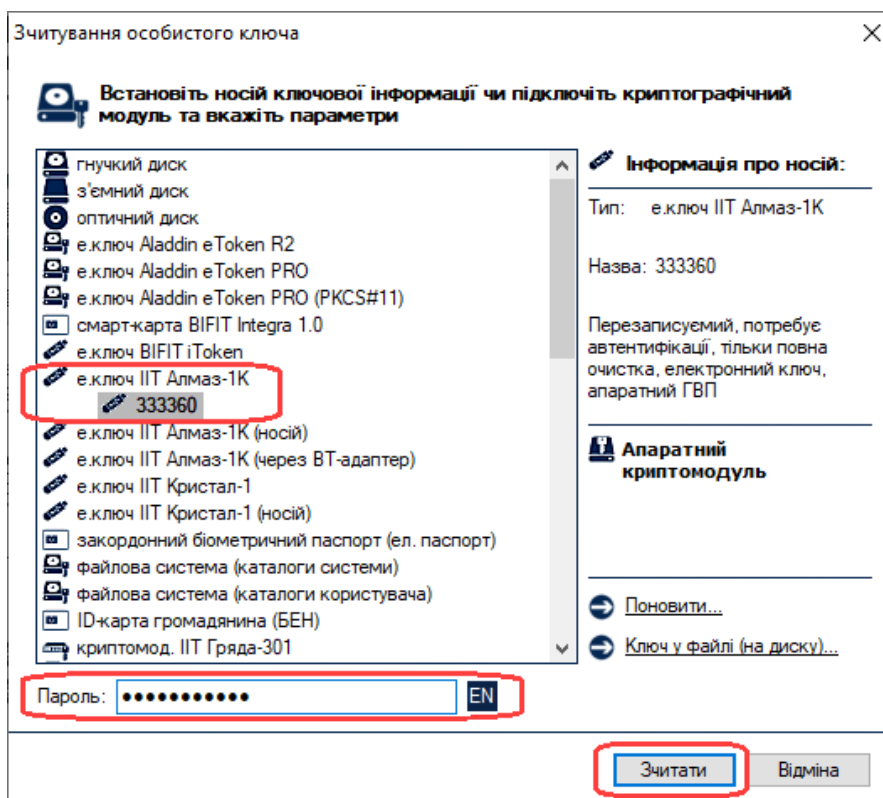 Зчитування особистого ключа
Встановіть носій ключової інформації чи підключіть криптографічний
модуль та вкажіть параметри
гнучкий диск
з'ємний диск
оптичний диск
е.ключ Aladdin eToken R2
е.ключ Aladdin eToken PRO
е.ключ Aladdin eToken PRO (PKCS#11)
смарт-карта BIFIT Integra 1.0
е.ключ BIFIT iToken
е.ключ ІІТ Алмаз-1К
333360
е.ключ ІІТ Алмаз-1К (носій)
е.ключ ІІТ Алмаз-1К (через BT-адаптер)
е.ключ ІІТ Кристал-1
е.ключ ІІТ Кристал-1 (носій)
закордонний біометричний паспорт (ел. паспорт)
файлова система (каталоги системи)
файлова система (каталоги користувача)
ID-карта громадянина (БЕН)
криптомод. ІІТ Гряда-301
Інформація про носій:
Тип: е.ключ ІІТ Алмаз-1К
Назва: 333360
Перезаписуємий, потребує
автентифікації, тільки повна
очистка, електронний ключ,
апаратний ГВП
Апаратний
криптомодуль
Поновити...
Ключ у файлі (на диску)...
Пароль: ●●●●●●●●●●● EN
Зчитати Відміна